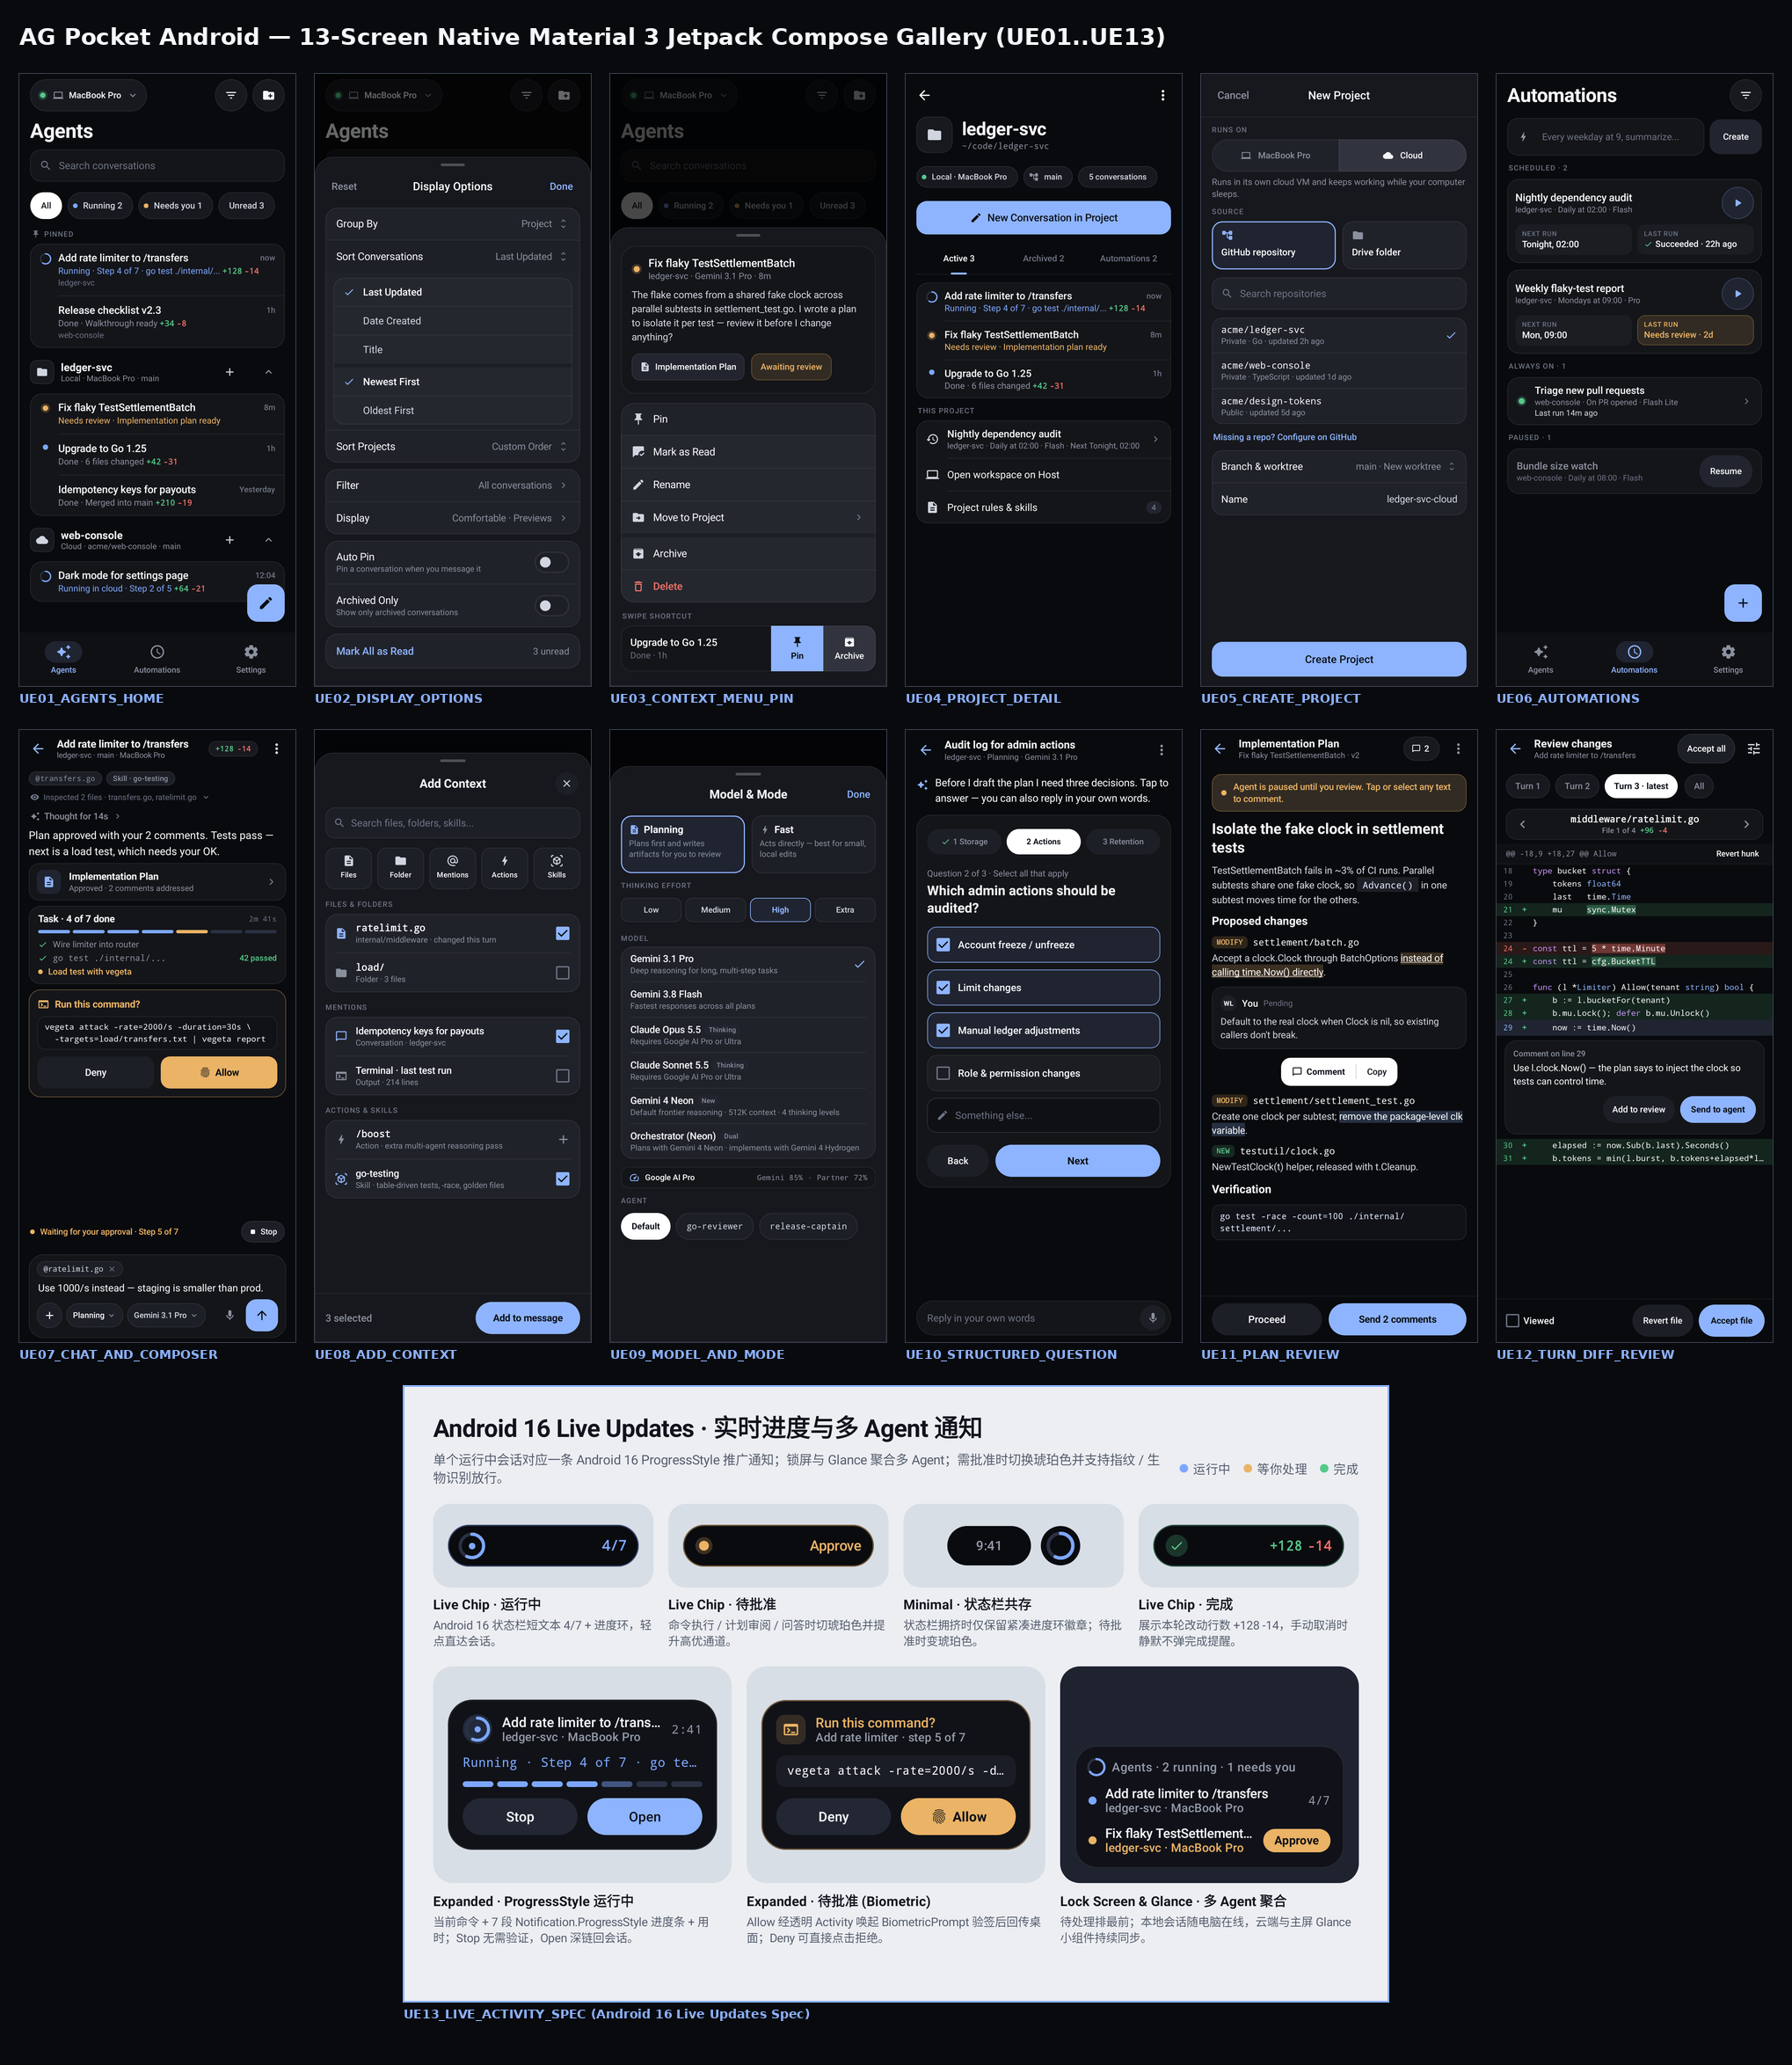 AG Pocket Android — 13-Screen Native Material 3 Jetpack Compose Gallery (UE01..UE13)
MacBook Pro
Agents
Search conversations
All
Running 2
Needs you 1
Unread 3
PINNED
Add rate limiter to /transfers
now
Running · Step 4 of 7 · go test ./internal/... +128 -14
ledger-svc
Release checklist v2.3
1h
Done · Walkthrough ready +34 -8
web-console
ledger-svc
Local · MacBook Pro · main
Fix flaky TestSettlementBatch
8m
Needs review · Implementation plan ready
Upgrade to Go 1.25
1h
Done · 6 files changed +42 -31
Idempotency keys for payouts
Yesterday
Done · Merged into main +210 -19
web-console
Cloud · acme/web-console · main
Dark mode for settings page
12:04
Running in cloud · Step 2 of 5 +64 -21
Agents
Automations
Settings
UE01_AGENTS_HOME
MacBook Pro
Agents
Reset
Display Options
Done
Group By
Project
Sort Conversations
Last Updated
Last Updated
Date Created
Title
Newest First
Oldest First
Sort Projects
Custom Order
Filter
All conversations
Display
Comfortable · Previews
Auto Pin
Pin a conversation when you message it
Archived Only
Show only archived conversations
Mark All as Read
3 unread
UE02_DISPLAY_OPTIONS
MacBook Pro
Agents
Search conversations
All
Running 2
Needs you 1
Unread 3
Fix flaky TestSettlementBatch
ledger-svc · Gemini 3.1 Pro · 8m
The flake comes from a shared fake clock across
parallel subtests in settlement_test.go. I wrote a plan
to isolate it per test — review it before I change
anything?
Implementation Plan
Awaiting review
Pin
Mark as Read
Rename
Move to Project
Archive
Delete
SWIPE SHORTCUT
Upgrade to Go 1.25
Done · 1h
Pin
Archive
UE03_CONTEXT_MENU_PIN
ledger-svc
~/code/ledger-svc
Local · MacBook Pro
main
5 conversations
New Conversation in Project
Active 3
Archived 2
Automations 2
Add rate limiter to /transfers
now
Running · Step 4 of 7 · go test ./internal/... +128 -14
Fix flaky TestSettlementBatch
8m
Needs review · Implementation plan ready
Upgrade to Go 1.25
1h
Done · 6 files changed +42 -31
THIS PROJECT
Nightly dependency audit
ledger-svc · Daily at 02:00 · Flash · Next Tonight, 02:00
Open workspace on Host
Project rules & skills
4
UE04_PROJECT_DETAIL
Cancel
New Project
RUNS ON
MacBook Pro
Cloud
Runs in its own cloud VM and keeps working while your computer
sleeps.
SOURCE
GitHub repository
Drive folder
Search repositories
acme/ledger-svc
Private · Go · updated 2h ago
acme/web-console
Private · TypeScript · updated 1d ago
acme/design-tokens
Public · updated 5d ago
Missing a repo? Configure on GitHub
Branch & worktree
main · New worktree
Name
ledger-svc-cloud
Create Project
UE05_CREATE_PROJECT
Automations
Every weekday at 9, summarize...
Create
SCHEDULED · 2
Nightly dependency audit
ledger-svc · Daily at 02:00 · Flash
NEXT RUN
Tonight, 02:00
LAST RUN
Succeeded · 22h ago
Weekly flaky-test report
ledger-svc · Mondays at 09:00 · Pro
NEXT RUN
Mon, 09:00
LAST RUN
Needs review · 2d
ALWAYS ON · 1
Triage new pull requests
web-console · On PR opened · Flash Lite
Last run 14m ago
PAUSED · 1
Bundle size watch
web-console · Daily at 08:00 · Flash
Resume
Agents
Automations
Settings
UE06_AUTOMATIONS
Add rate limiter to /transfers
ledger-svc · main · MacBook Pro
+128 -14
@transfers.go
Skill · go-testing
Inspected 2 files · transfers.go, ratelimit.go
Thought for 14s
Plan approved with your 2 comments. Tests pass —
next is a load test, which needs your OK.
Implementation Plan
Approved · 2 comments addressed
Task · 4 of 7 done
2m 41s
Wire limiter into router
go test ./internal/...
42 passed
Load test with vegeta
Run this command?
vegeta attack -rate=2000/s -duration=30s \
-targets=load/transfers.txt | vegeta report
Deny
Allow
Waiting for your approval · Step 5 of 7
Stop
@ratelimit.go ×
Use 1000/s instead — staging is smaller than prod.
Planning
Gemini 3.1 Pro
UE07_CHAT_AND_COMPOSER
Add Context
Search files, folders, skills...
Files
Folder
Mentions
Actions
Skills
FILES & FOLDERS
ratelimit.go
internal/middleware · changed this turn
load/
Folder · 3 files
MENTIONS
Idempotency keys for payouts
Conversation · ledger-svc
Terminal · last test run
Output · 214 lines
ACTIONS & SKILLS
/boost
Action · extra multi-agent reasoning pass
go-testing
Skill · table-driven tests, -race, golden files
3 selected
Add to message
UE08_ADD_CONTEXT
Model & Mode
Done
Planning
Plans first and writes
artifacts for you to review
Fast
Acts directly — best for small,
local edits
THINKING EFFORT
Low
Medium
High
Extra
MODEL
Gemini 3.1 Pro
Deep reasoning for long, multi-step tasks
Gemini 3.8 Flash
Fastest responses across all plans
Claude Opus 5.5 Thinking
Requires Google AI Pro or Ultra
Claude Sonnet 5.5 Thinking
Requires Google AI Pro or Ultra
Gemini 4 Neon New
Default frontier reasoning · 512K context · 4 thinking levels
Orchestrator (Neon) Dual
Plans with Gemini 4 Neon · implements with Gemini 4 Hydrogen
Google AI Pro
Gemini 85% · Partner 72%
AGENT
Default
go-reviewer
release-captain
UE09_MODEL_AND_MODE
Audit log for admin actions
ledger-svc · Planning · Gemini 3.1 Pro
Before I draft the plan I need three decisions. Tap to
answer — you can also reply in your own words.
1 Storage
2 Actions
3 Retention
Question 2 of 3 · Select all that apply
Which admin actions should be
audited?
Account freeze / unfreeze
Limit changes
Manual ledger adjustments
Role & permission changes
Something else...
Back
Next
Reply in your own words
UE10_STRUCTURED_QUESTION
Implementation Plan
Fix flaky TestSettlementBatch · v2
2
Agent is paused until you review. Tap or select any text
to comment.
Isolate the fake clock in settlement
tests
TestSettlementBatch fails in ~3% of CI runs. Parallel
subtests share one fake clock, so Advance() in one
subtest moves time for the others.
Proposed changes
MODIFY settlement/batch.go
Accept a clock.Clock through BatchOptions instead of
calling time.Now() directly.
WL You Pending
Default to the real clock when Clock is nil, so existing
callers don't break.
Comment
Copy
MODIFY settlement/settlement_test.go
Create one clock per subtest; remove the package-level clk
variable.
NEW testutil/clock.go
NewTestClock(t) helper, released with t.Cleanup.
Verification
go test -race -count=100 ./internal/
settlement/...
Proceed
Send 2 comments
UE11_PLAN_REVIEW
Review changes
Add rate limiter to /transfers
Accept all
Turn 1
Turn 2
Turn 3 · latest
All
middleware/ratelimit.go
File 1 of 4 +96 -4
@@ -18,9 +18,27 @@ Allow
Revert hunk
18 type bucket struct {
19 tokens float64
20 last time.Time
21 + mu sync.Mutex
22 }
23
24 - const ttl = 5 * time.Minute
24 + const ttl = cfg.BucketTTL
25
26 func (l *Limiter) Allow(tenant string) bool {
27 + b := l.bucketFor(tenant)
28 + b.mu.Lock(); defer b.mu.Unlock()
29 + now := time.Now()
Comment on line 29
Use l.clock.Now() — the plan says to inject the clock so
tests can control time.
Add to review
Send to agent
30 + elapsed := now.Sub(b.last).Seconds()
31 + b.tokens = min(l.burst, b.tokens+elapsed*l…
Viewed
Revert file
Accept file
UE12_TURN_DIFF_REVIEW
Android 16 Live Updates · 实时进度与多 Agent 通知
单个运行中会话对应一条 Android 16 ProgressStyle 推广通知；锁屏与 Glance 聚合多 Agent；需批准时切换琥珀色并支持指纹 / 生
物识别放行。
运行中
等你处理
完成
4/7
Approve
9:41
+128 -14
Live Chip · 运行中
Android 16 状态栏短文本 4/7 + 进度环，轻
点直达会话。
Live Chip · 待批准
命令执行 / 计划审阅 / 问答时切琥珀色并提
升高优通道。
Minimal · 状态栏共存
状态栏拥挤时仅保留紧凑进度环徽章；待批
准时变琥珀色。
Live Chip · 完成
展示本轮改动行数 +128 -14，手动取消时
静默不弹完成提醒。
Add rate limiter to /trans…
2:41
ledger-svc · MacBook Pro
Running · Step 4 of 7 · go te…
Stop
Open
Run this command?
Add rate limiter · step 5 of 7
vegeta attack -rate=2000/s -d…
Deny
Allow
Agents · 2 running · 1 needs you
Add rate limiter to /transfers
4/7
ledger-svc · MacBook Pro
Fix flaky TestSettlement…
Approve
ledger-svc · MacBook Pro
Expanded · ProgressStyle 运行中
当前命令 + 7 段 Notification.ProgressStyle 进度条 + 用
时；Stop 无需验证，Open 深链回会话。
Expanded · 待批准 (Biometric)
Allow 经透明 Activity 唤起 BiometricPrompt 验签后回传桌
面；Deny 可直接点击拒绝。
Lock Screen & Glance · 多 Agent 聚合
待处理排最前；本地会话随电脑在线，云端与主屏 Glance
小组件持续同步。
UE13_LIVE_ACTIVITY_SPEC (Android 16 Live Updates Spec)